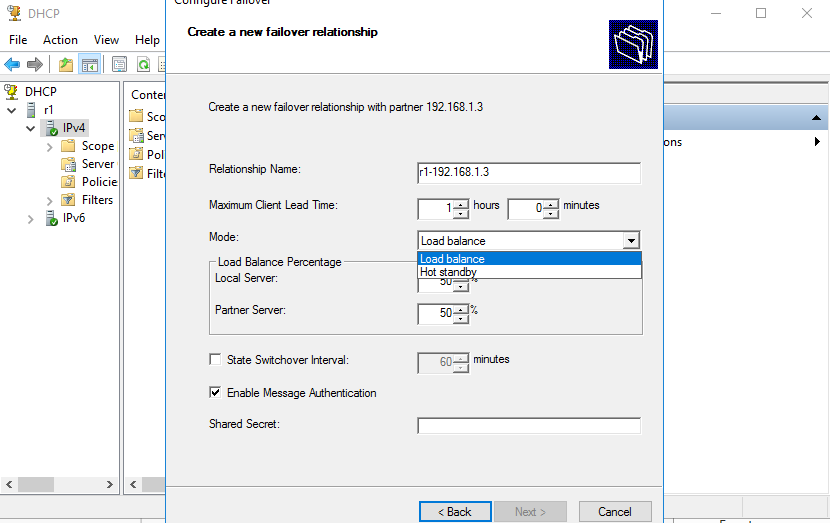 DHCP
File Action View Help
DHCP
r1
IPv4
Scope
Server
Policie
Filters
IPv6
Conten
Sco
Serv
Poli
Filte
Configure Failover
Create a new failover relationship
Create a new failover relationship with partner 192.168.1.3
Relationship Name: r1-192.168.1.3
Maximum Client Lead Time: 1 hours 0 minutes
Mode: Load balance
Load balance
Hot standby
Load Balance Percentage
Local Server: 50 %
Partner Server: 50 %
State Switchover Interval: 60 minutes
Enable Message Authentication
Shared Secret:
< Back Next > Cancel
ons